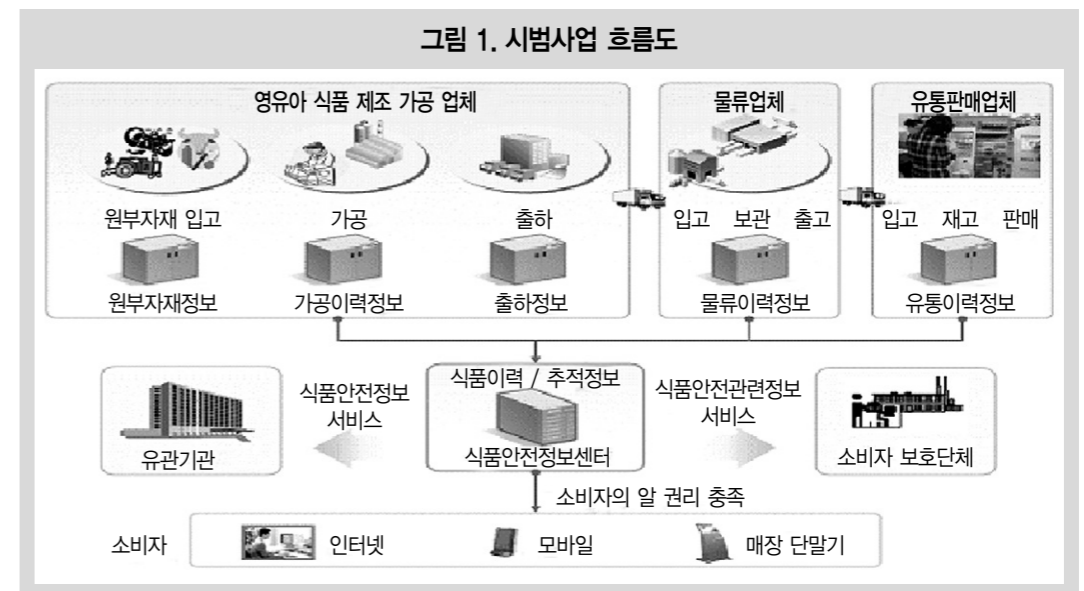 그림 1. 시범사업 흐름도
영유아 식품 제조 가공 업체
물류업체
유통판매업체
원부자재 입고
가공
출하
입고 보관 출고
입고 재고 판매
원부자재정보
가공이력정보
출하정보
물류이력정보
유통이력정보
유관기관
식품안전정보
서비스
식품이력 / 추적정보
식품안전정보센터
식품안전관련정보
서비스
소비자 보호단체
소비자의 알 권리 충족
소비자
인터넷
모바일
매장 단말기